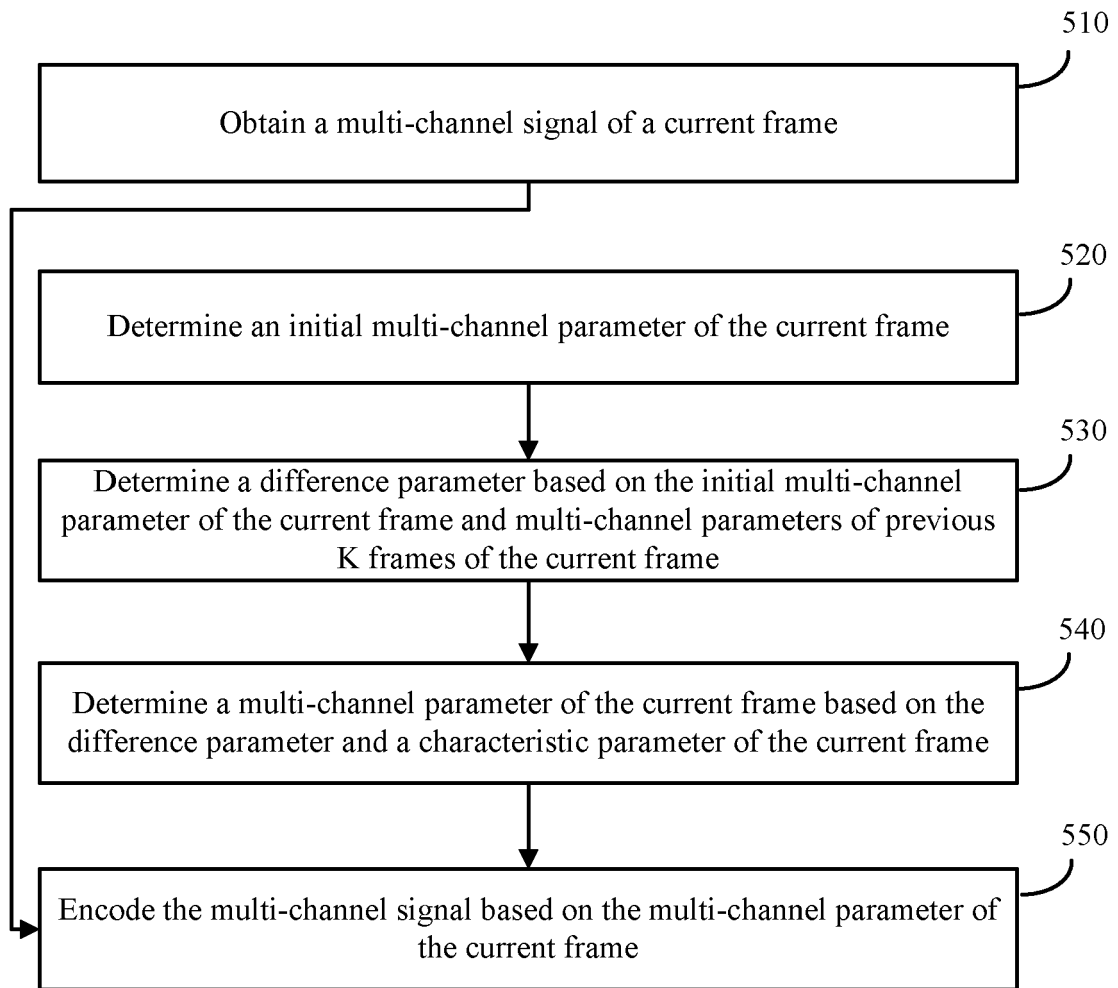 510
Obtain a multi-channel signal of a current frame
520
Determine an initial multi-channel parameter of the current frame
530
Determine a difference parameter based on the initial multi-channel
parameter of the current frame and multi-channel parameters of previous
K frames of the current frame
540
Determine a multi-channel parameter of the current frame based on the
difference parameter and a characteristic parameter of the current frame
550
Encode the multi-channel signal based on the multi-channel parameter of
the current frame